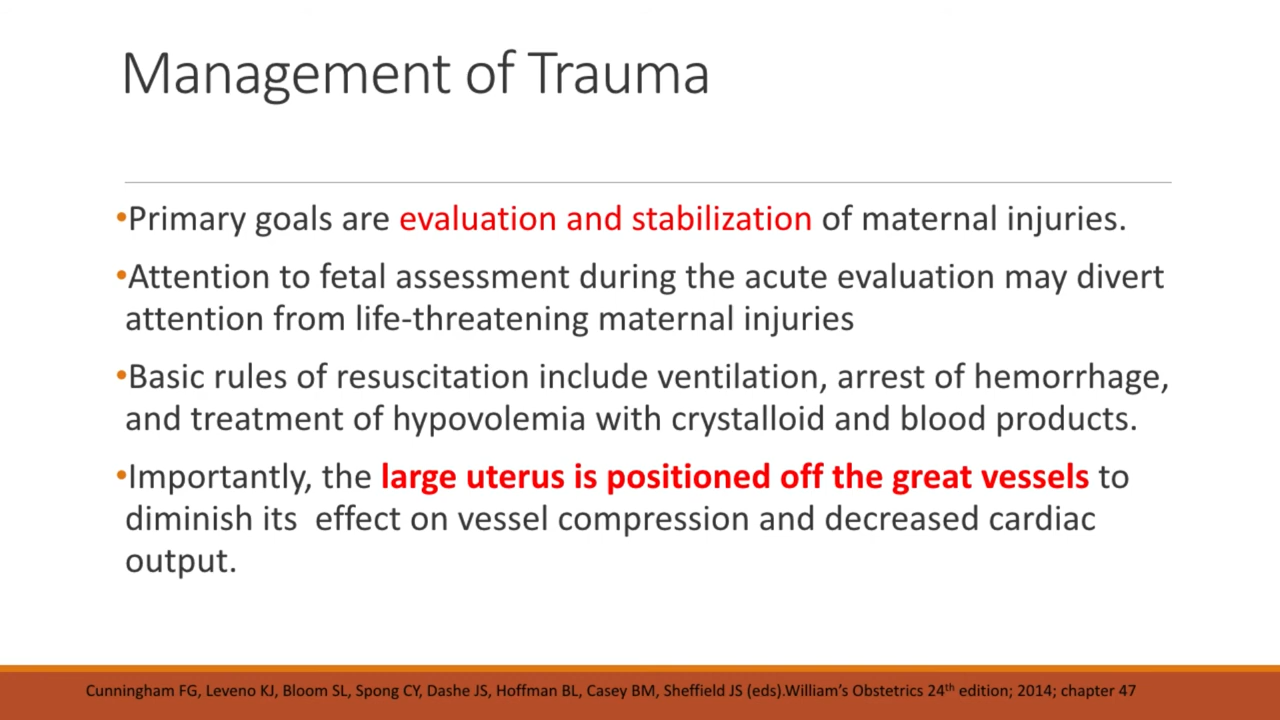 Management of Trauma
•Primary goals are evaluation and stabilization of maternal injuries.
•Attention to fetal assessment during the acute evaluation may divert
attention from life-threatening maternal injuries
•Basic rules of resuscitation include ventilation, arrest of hemorrhage,
and treatment of hypovolemia with crystalloid and blood products.
•Importantly, the large uterus is positioned off the great vessels to
diminish its  effect on vessel compression and decreased cardiac
output.
Cunningham FG, Leveno KJ, Bloom SL, Spong CY, Dashe JS, Hoffman BL, Casey BM, Sheffield JS (eds).William’s Obstetrics 24th edition; 2014; chapter 47